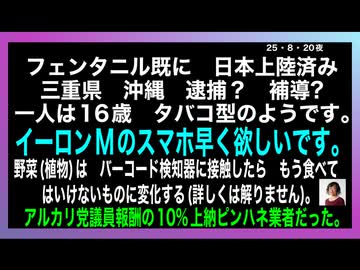 25・8・20夜
フェンタニル既に　日本上陸済み
三重県　沖縄　逮捕？　補導?
一人は16歳　タバコ型のようです。
イーロンMのスマホ早く欲しいです。
野菜(植物)は　バーコード検知器に接触したら　もう食べて
はいけないものに変化する(詳しくは解りません)。
アルカリ党議員報酬の10%上納ピンハネ業者だった。